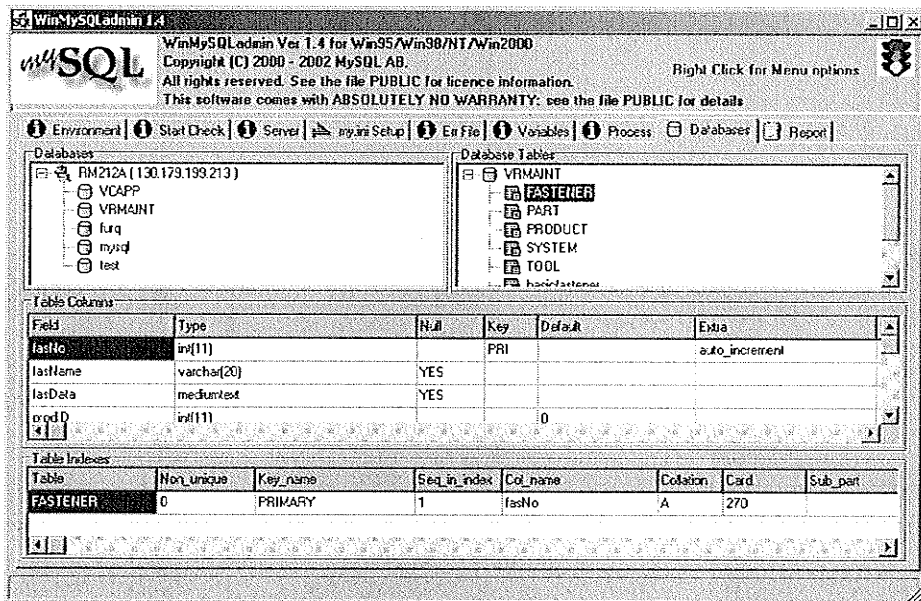 WinMySQLadmin 1.4
mySQL
WinMySQLadmin Ver 1.4 for Win95/Win98/NT/Win2000
Copyright (C) 2000 - 2002 MySQL AB.
All rights reserved. See the file PUBLIC for licence information.
This software comes with ABSOLUTELY NO WARRANTY: see the file PUBLIC for details
Right Click for Menu options
Environment Start Check Server my.ini Setup Err File Variables Process Databases Report
Databases
RM212A ( 130.179.199.213 )
VCAPP
VRMAINT
furq
mysql
test
Database Tables
VRMAINT
FASTENER
PART
PRODUCT
SYSTEM
TOOL
basicfastener
Table Columns
Field Type Null Key Default Extra
fasNo int(11) PRI auto_increment
fasName varchar(20) YES
fasData mediumtext YES
prodID int(11) 0
Table Indexes
Table Non_unique Key_name Seq_in_index Col_name Collation Card. Sub_part
FASTENER 0 PRIMARY 1 fasNo A 270